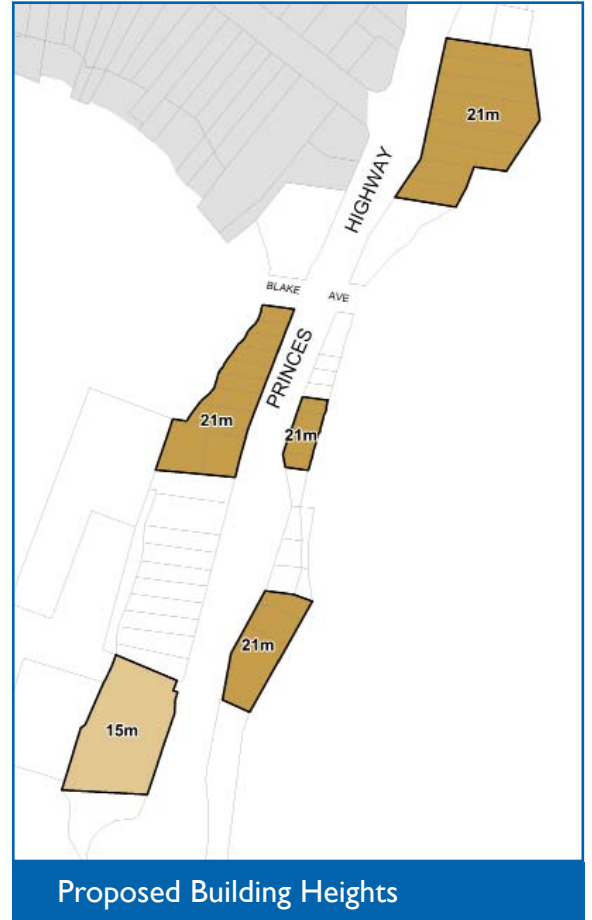 21m
HIGHWAY
BLAKE AVE
PRINCES
21m
21m
21m
15m
Proposed Building Heights